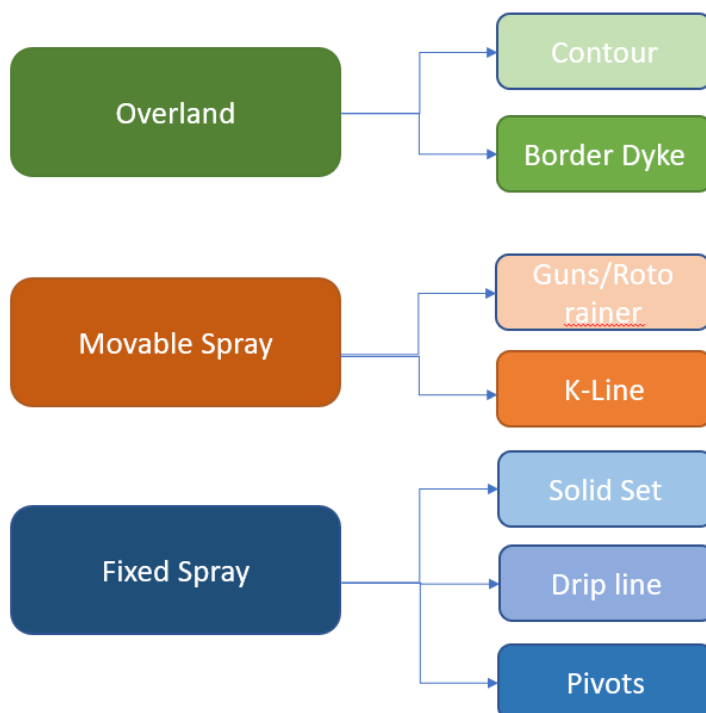 Overland
Contour
Border Dyke
Movable Spray
Guns/Roto
rainer
K-Line
Fixed Spray
Solid Set
Drip line
Pivots